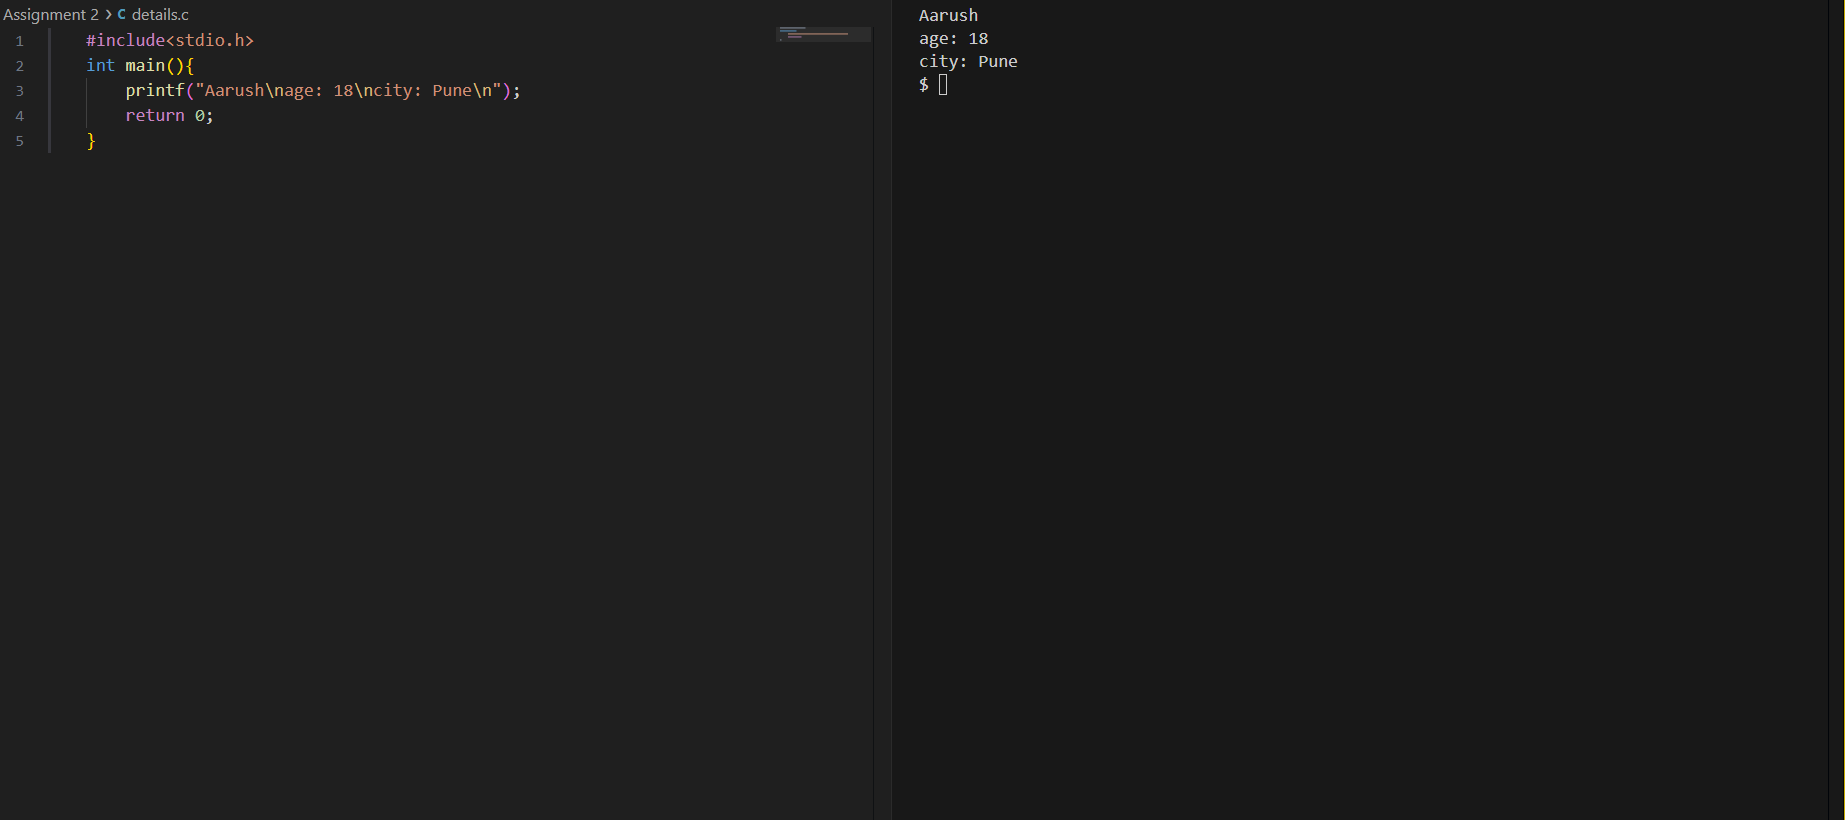 Assignment 2 > C details.c
1 #include<stdio.h>
2 int main(){
3 printf("Aarush\nage: 18\ncity: Pune\n");
4 return 0;
5 }
Aarush
age: 18
city: Pune
$